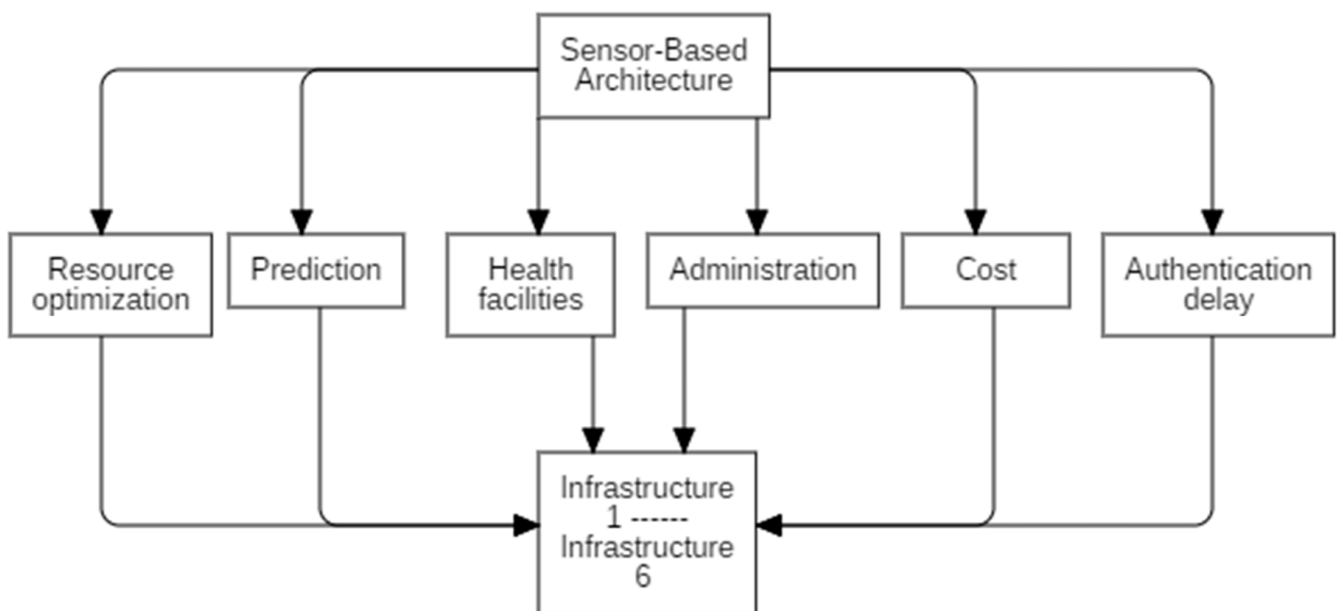 Sensor-Based
Architecture
Resource
optimization
Prediction
Health
facilities
Administration
Cost
Authentication
delay
Infrastructure
1 ------
Infrastructure
6